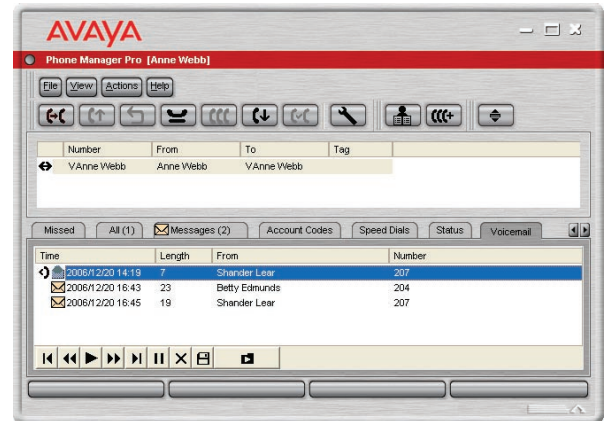 AVAYA
Phone Manager Pro [Anne Webb]
File View Actions Help
Number From To Tag
VAnne Webb Anne Webb VAnne Webb
Missed All (1) Messages (2) Account Codes Speed Dials Status Voicemail
Time Length From Number
2006/12/20 14:19 7 Shander Lear 207
2006/12/20 16:43 23 Betty Edmunds 204
2006/12/20 16:45 19 Shander Lear 207